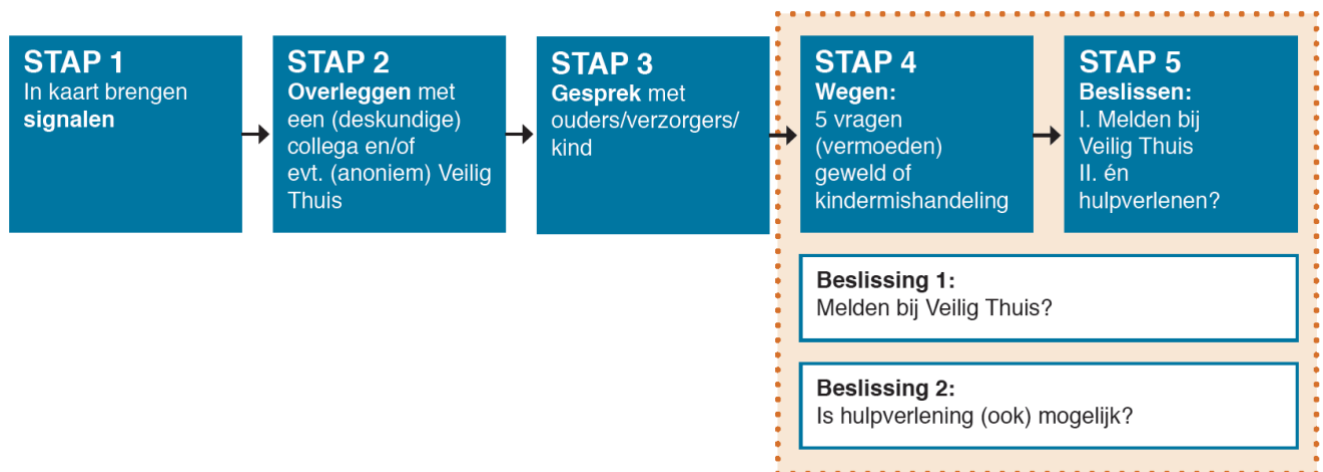 STAP 1
In kaart brengen
signalen
STAP 2
Overleggen met
een (deskundige)
collega en/of
evt. (anoniem) Veilig
Thuis
STAP 3
Gesprek met
ouders/verzorgers/
kind
STAP 4
Wegen:
5 vragen
(vermoeden)
geweld of
kindermishandeling
STAP 5
Beslissen:
I. Melden bij
Veilig Thuis
II. én
hulpverlenen?
Beslissing 1:
Melden bij Veilig Thuis?
Beslissing 2:
Is hulpverlening (ook) mogelijk?